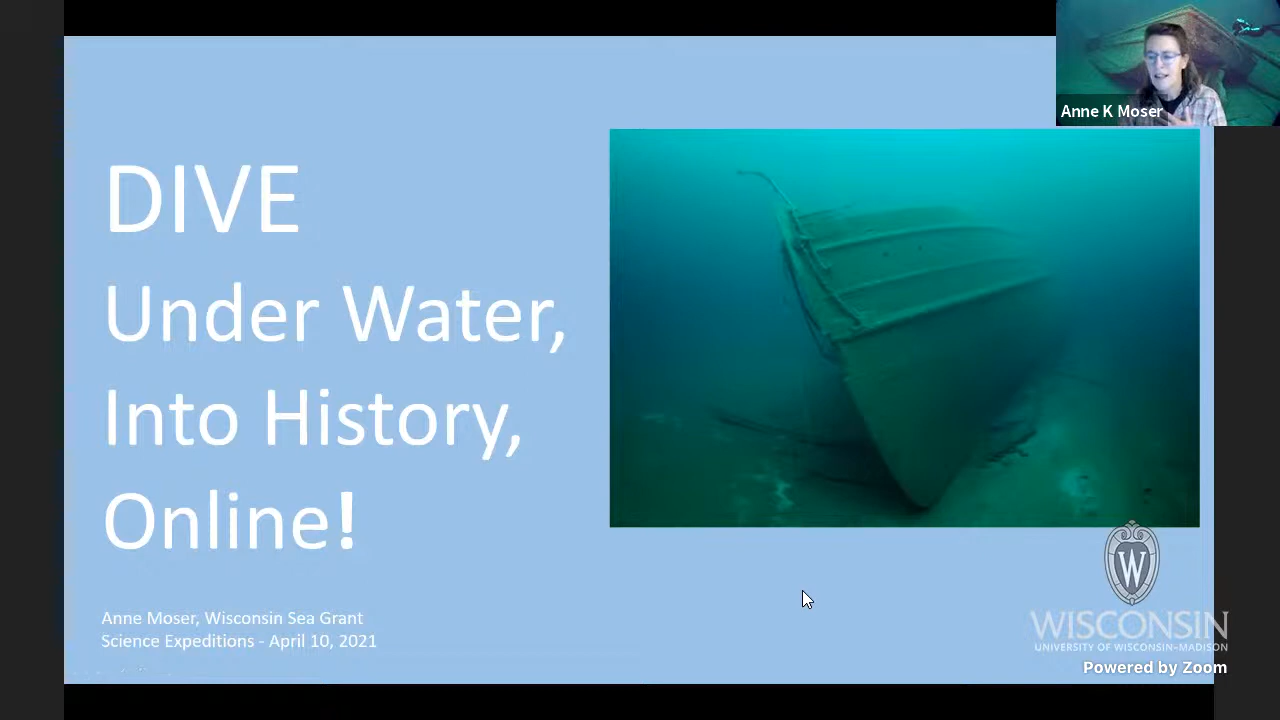 Anne K Moser
DIVE
Under Water,
Into History,
Online!
Anne Moser, Wisconsin Sea Grant
Science Expeditions - April 10, 2021
W
WISCONSIN
UNIVERSITY OF WISCONSIN–MADISON
Powered by Zoom